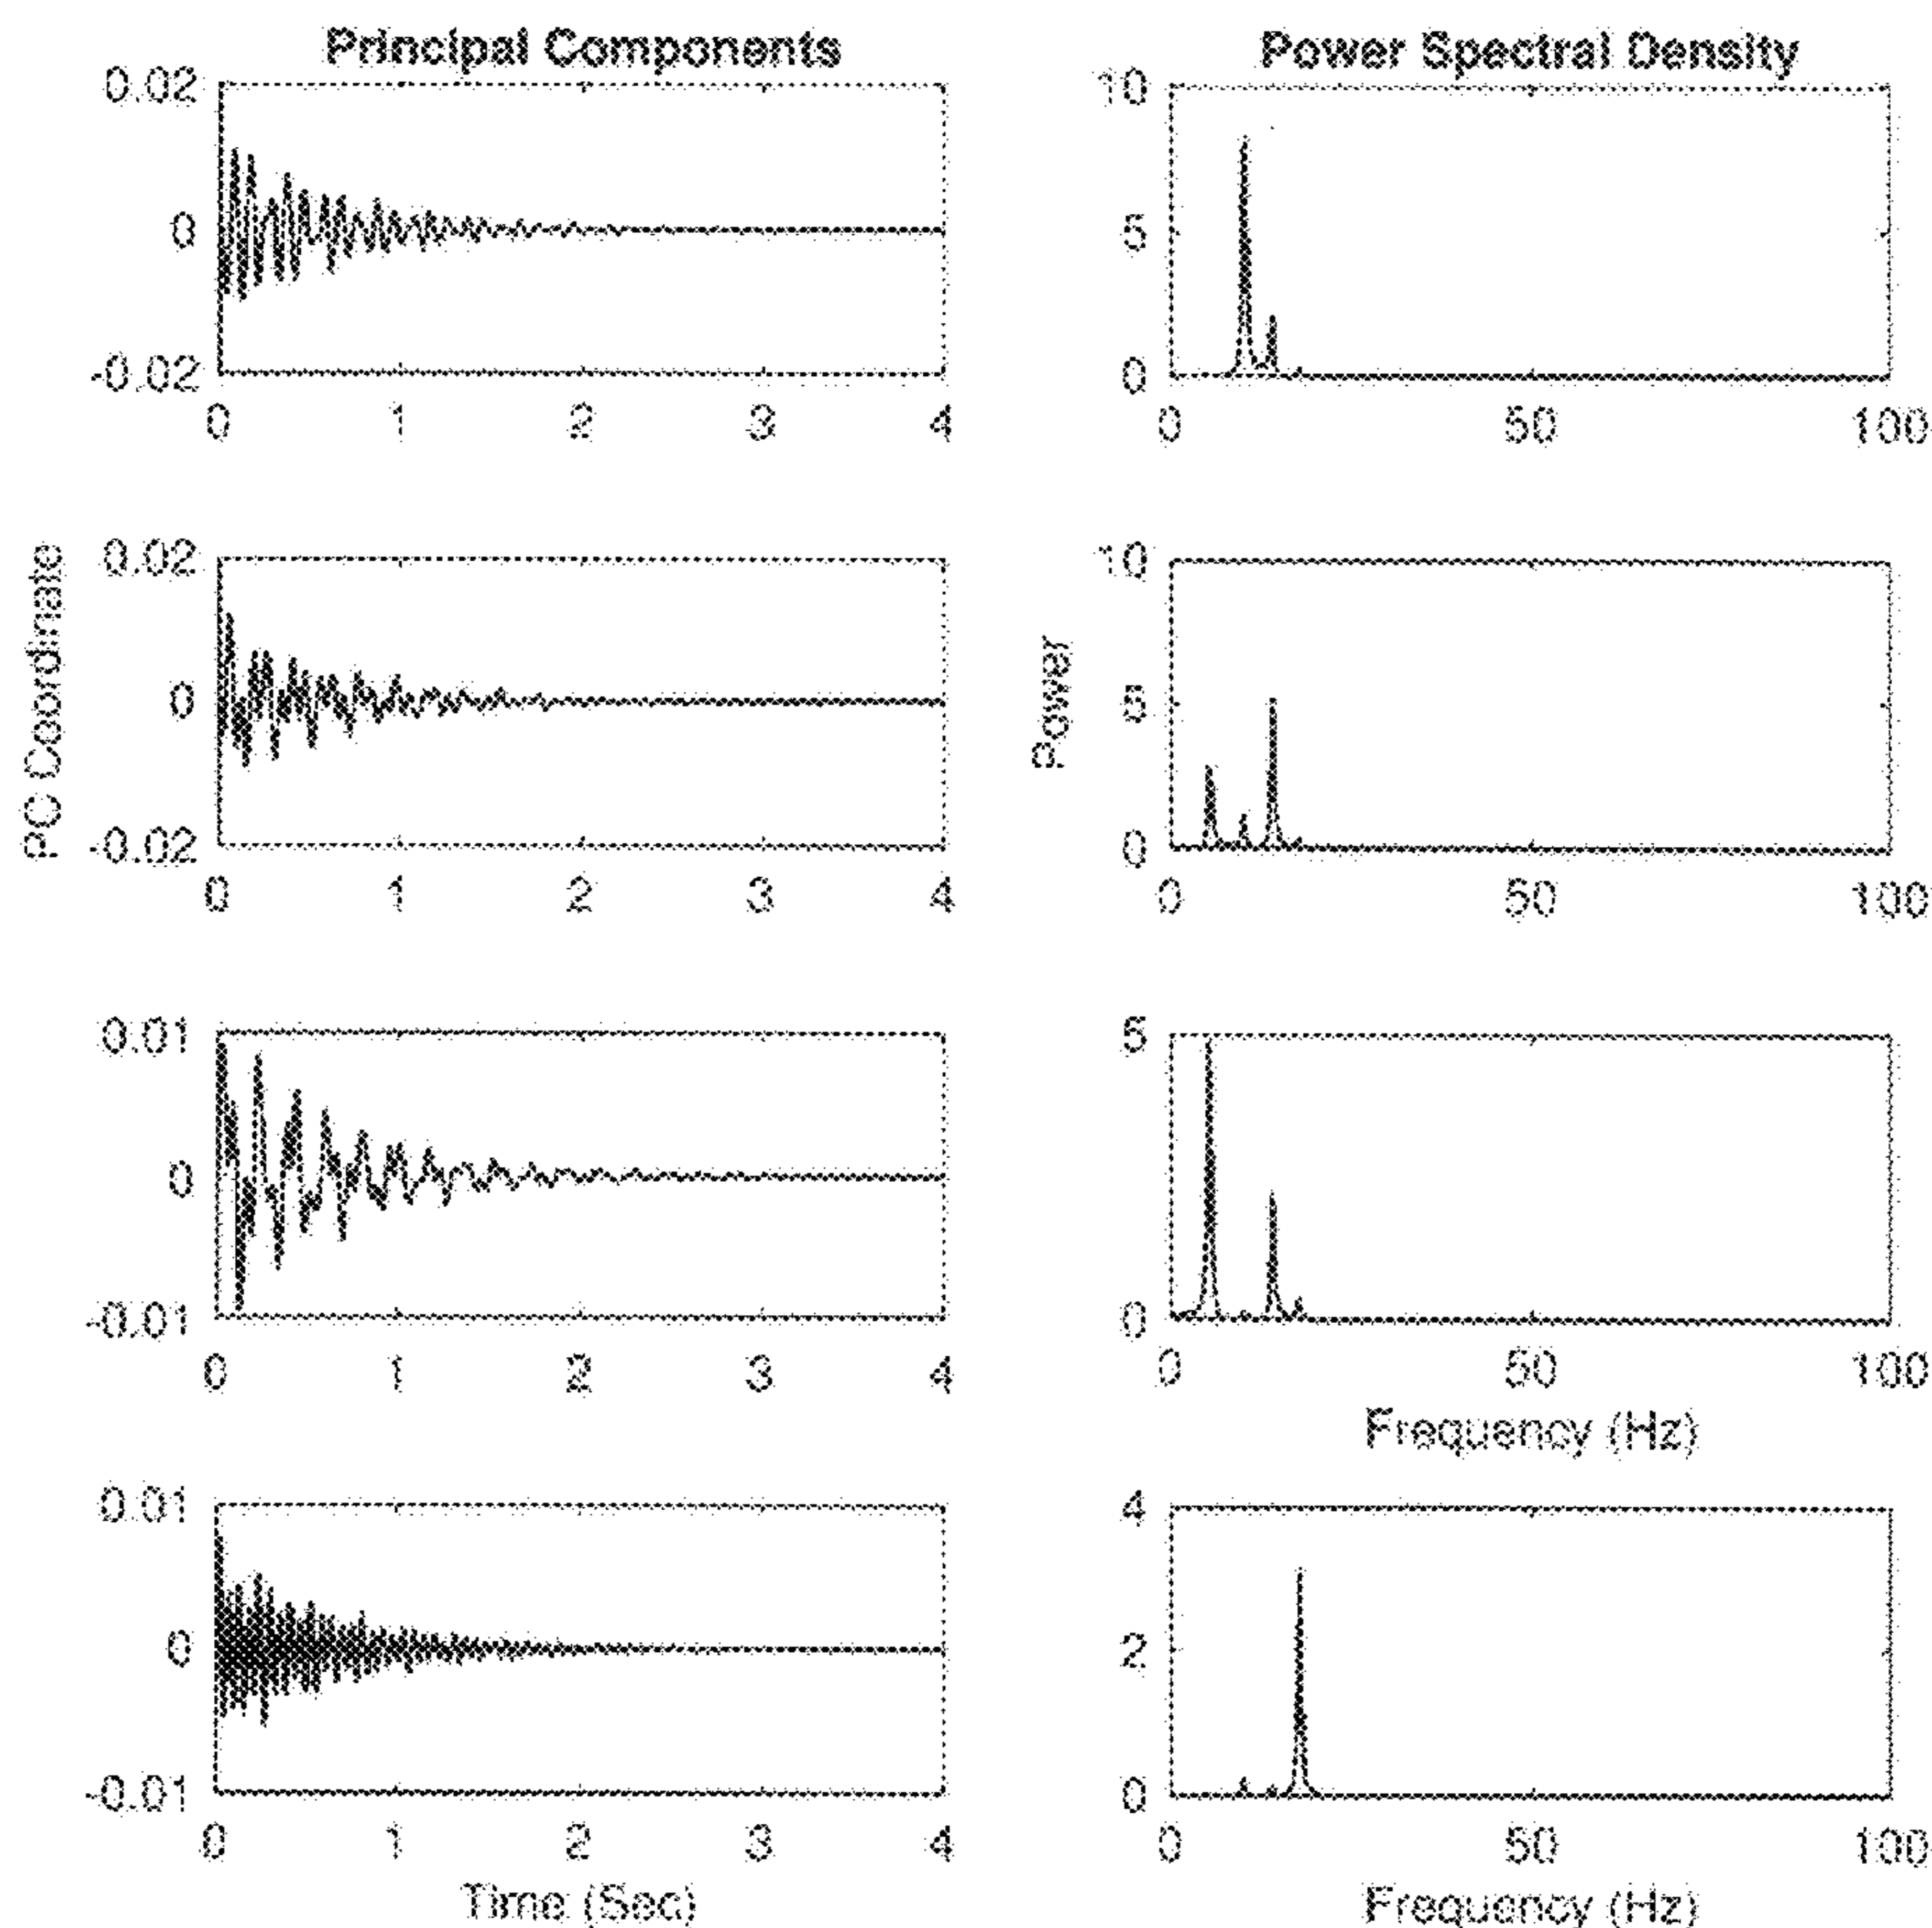 Principal Components
Power Spectral Density
0.02
0
-0.02
0 1 2 3 4
10
5
0
0 50 100
PC Coordinate
0.02
0
-0.02
0 1 2 3 4
Power
10
5
0
0 50 100
0.01
0
-0.01
0 1 2 3 4
5
0
0 50 100
Frequency (Hz)
0.01
0
-0.01
0 1 2 3 4
Time (Sec)
4
2
0
0 50 100
Frequency (Hz)